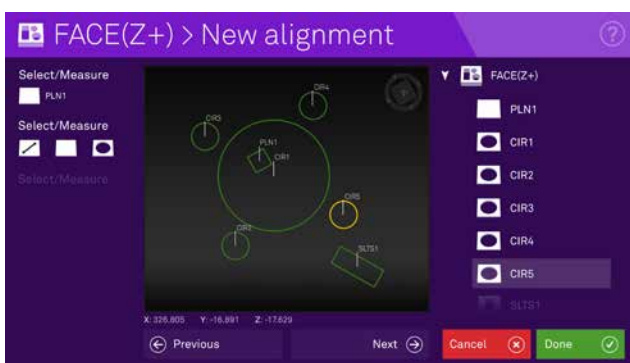 FACE(Z+) > New alignment
?
Select/Measure
PLN1
Select/Measure
Select/Measure
CIR4
CIR3
PLN1
CIR1
CIR5
CIR2
SLTS1
X: 326.805 Y: -16.891 Z: -17.629
Previous
Next
FACE(Z+)
PLN1
CIR1
CIR2
CIR3
CIR4
CIR5
SLTS1
Cancel
Done